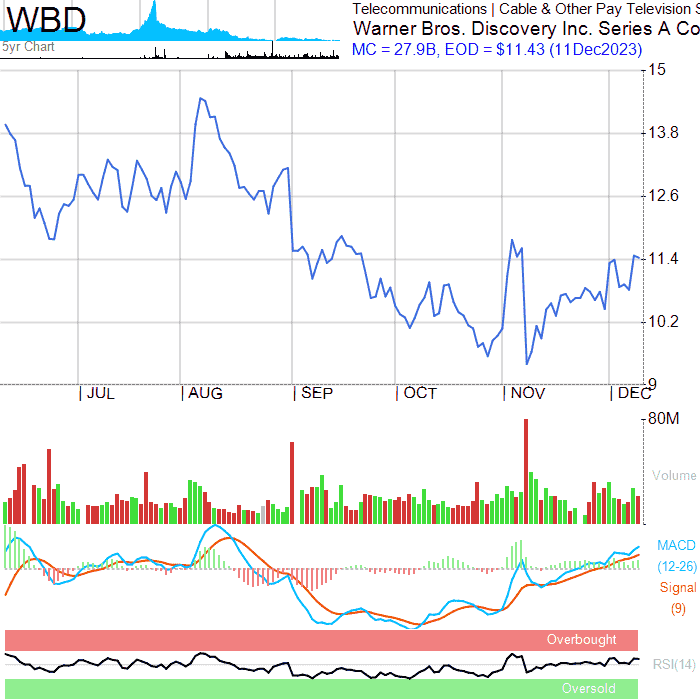 WBD
5yr Chart
Telecommunications | Cable & Other Pay Television S
Warner Bros. Discovery Inc. Series A Co
MC = 27.9B, EOD = $11.43 (11Dec2023)
15
13.8
12.6
11.4
10.2
9
JUL
AUG
SEP
OCT
NOV
DEC
80M
Volume
MACD
(12-26)
Signal
(9)
Overbought
RSI(14)
Oversold